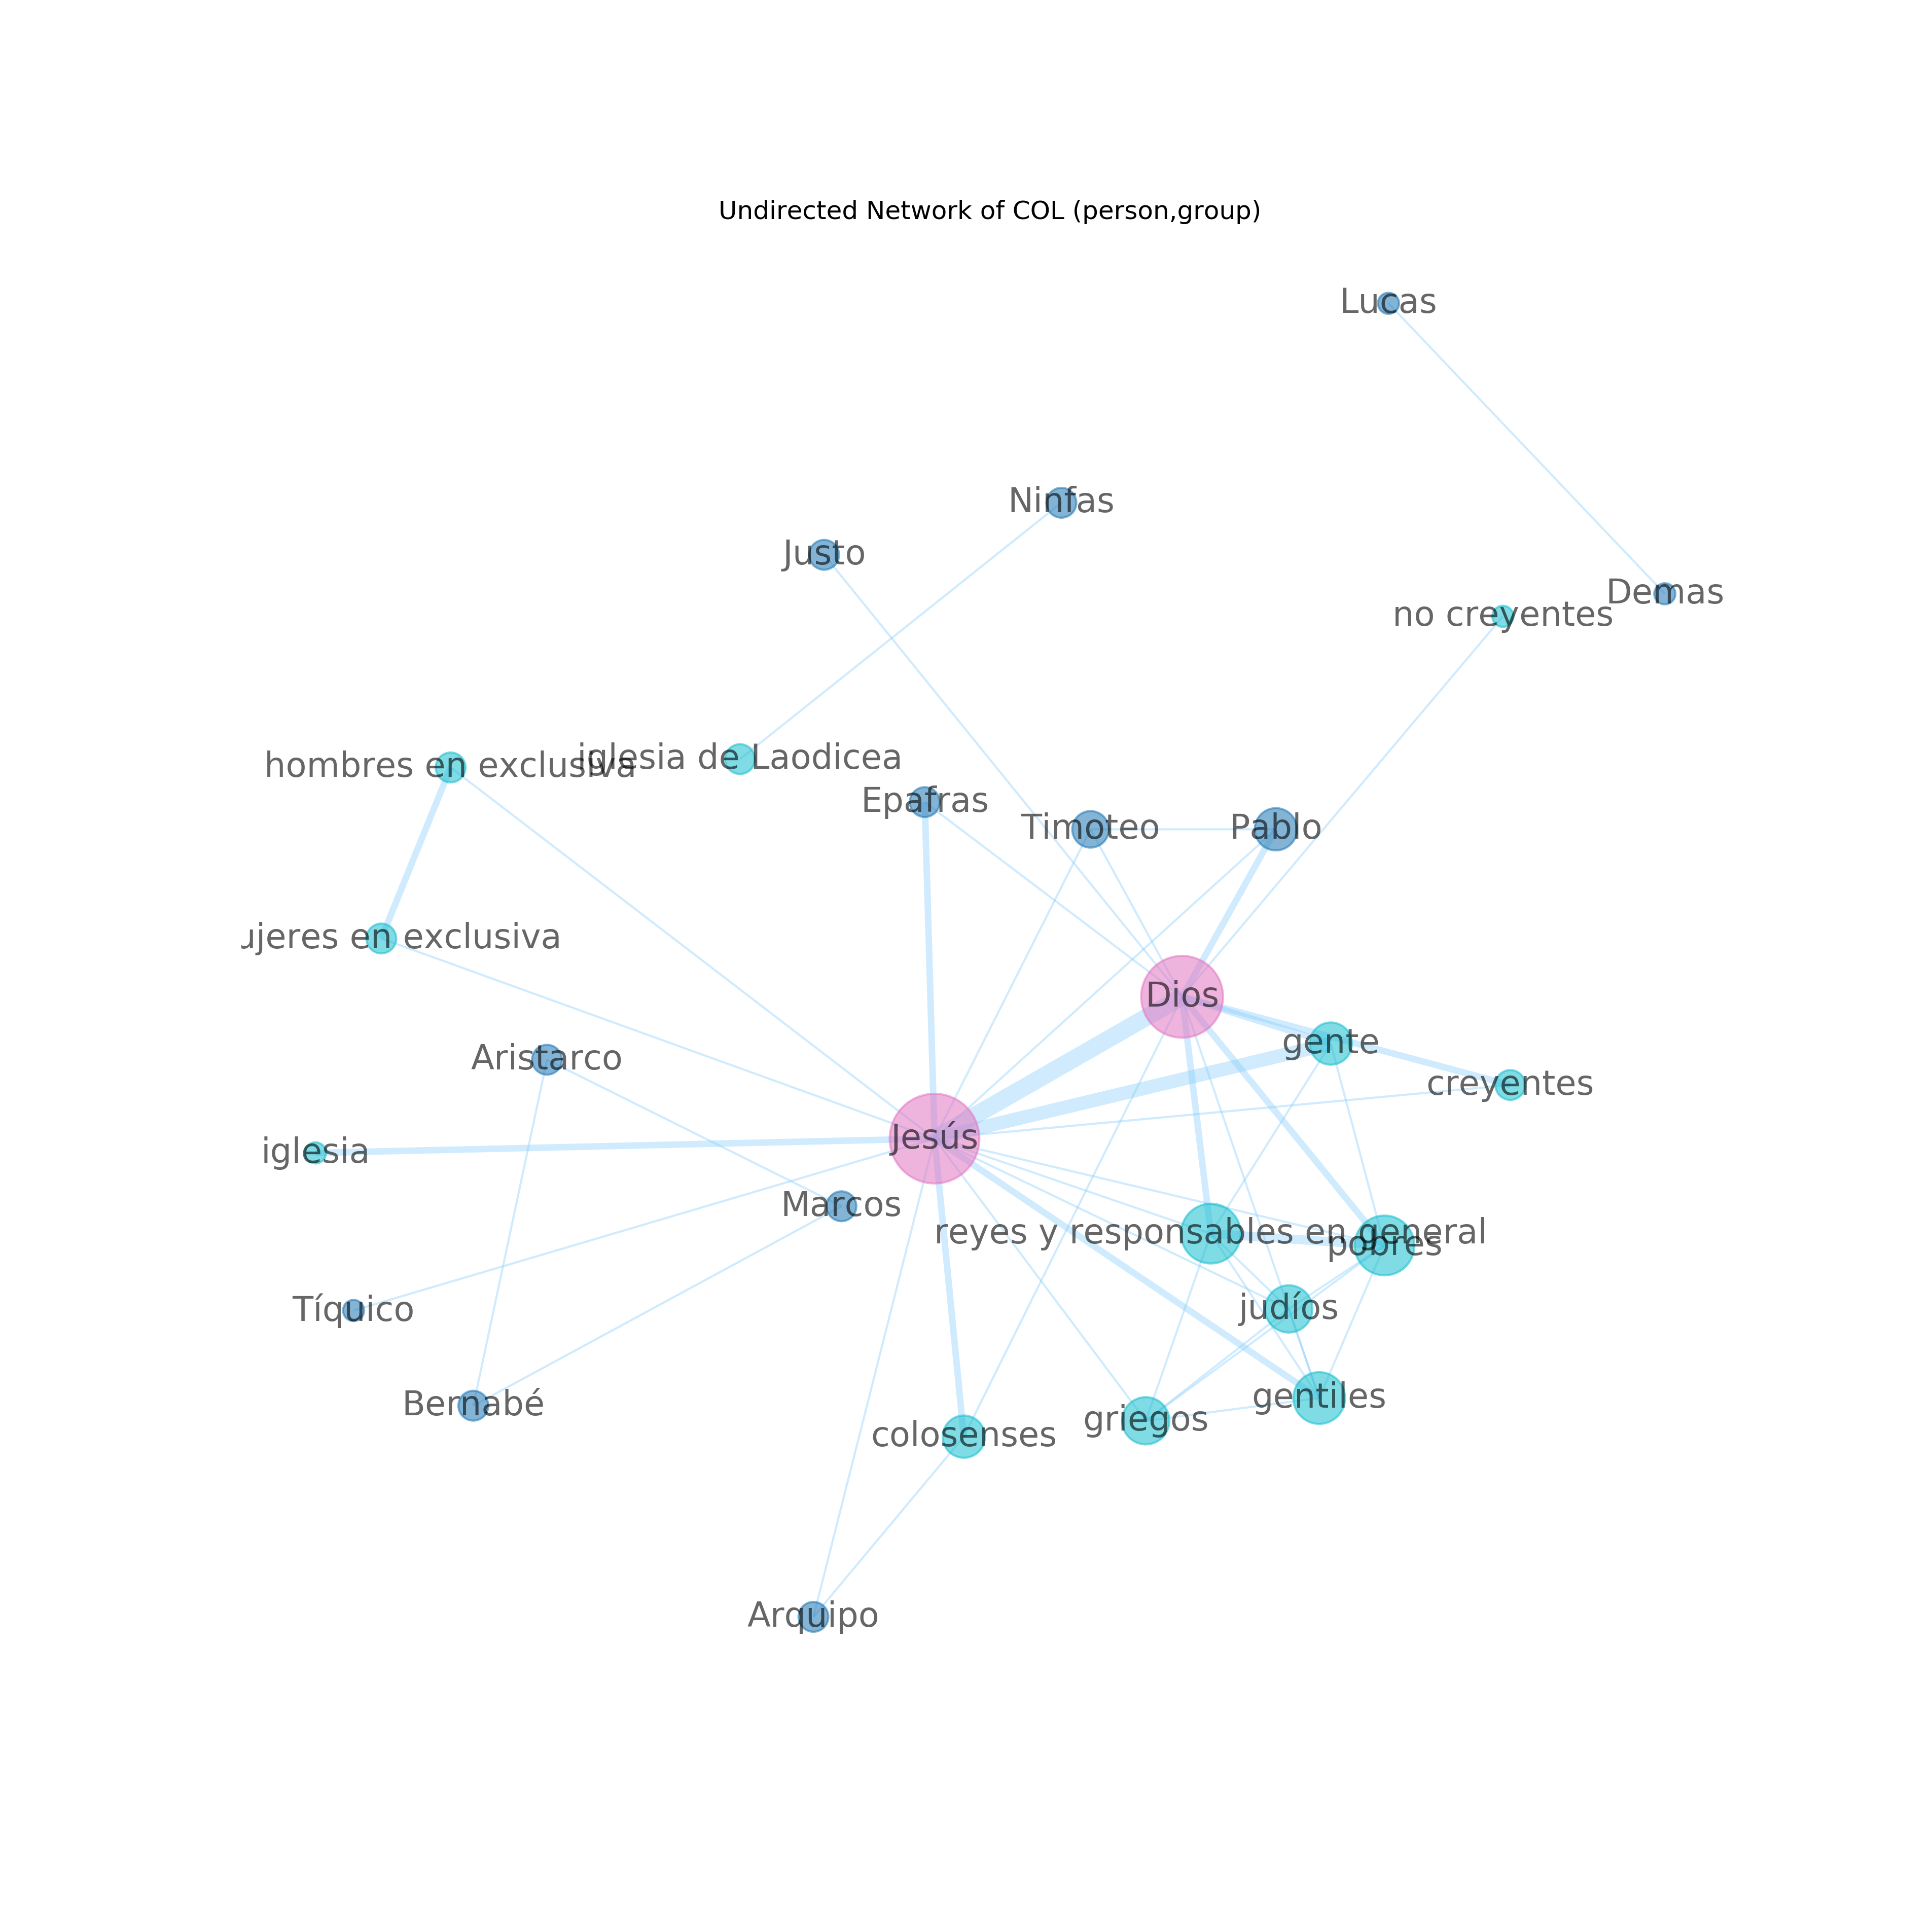 Undirected Network of COL (person,group)
Lucas
Ninfas
Justo
Demas
no creyentes
hombres en exclusiva
iglesia de Laodicea
Epafras
Timoteo
Pablo
ujeres en exclusiva
Dios
gente
Aristarco
creyentes
Jesús
iglesia
Marcos
reyes y responsables en general
pobres
Tíquico
judíos
Bernabé
gentiles
griegos
colosenses
Arquipo